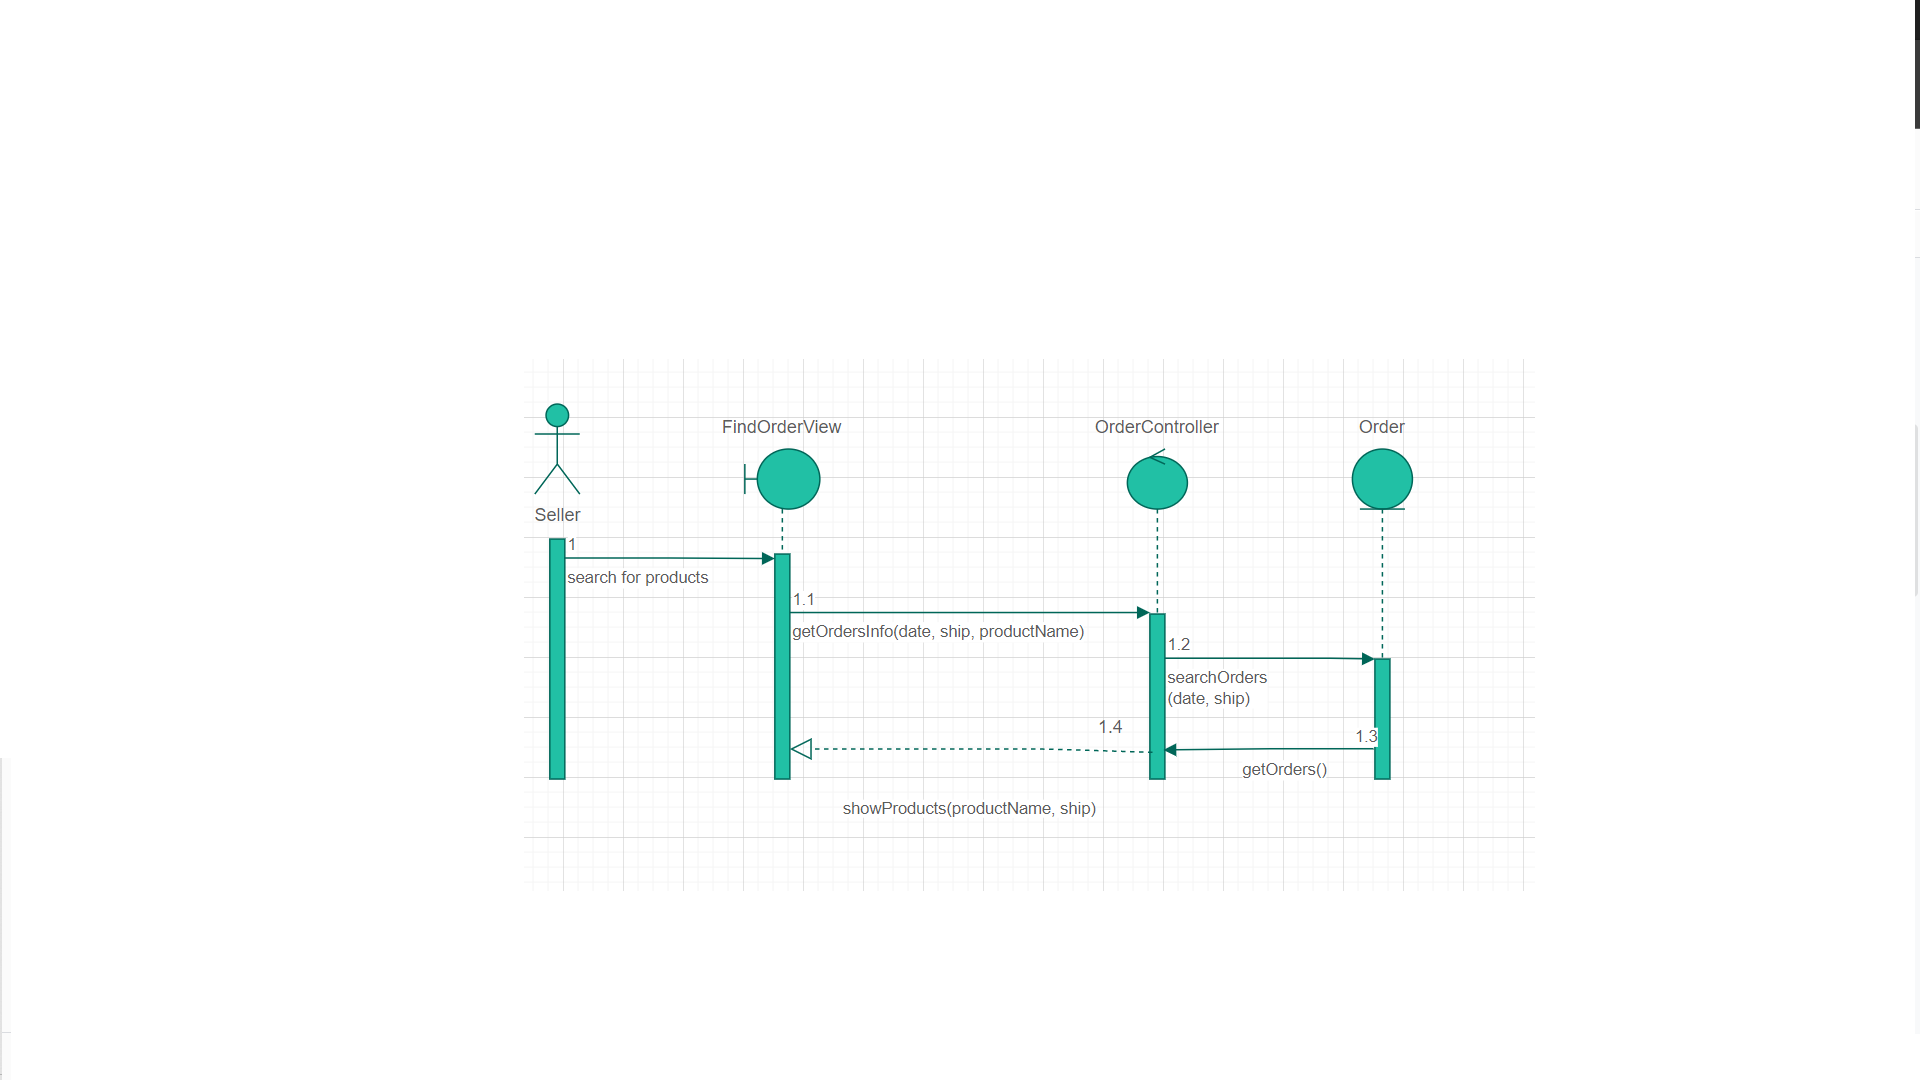 FindOrderView
OrderController
Order
Seller
1
search for products
1.1
getOrdersInfo(date, ship, productName)
1.2
searchOrders
(date, ship)
1.4
1.3
getOrders()
showProducts(productName, ship)